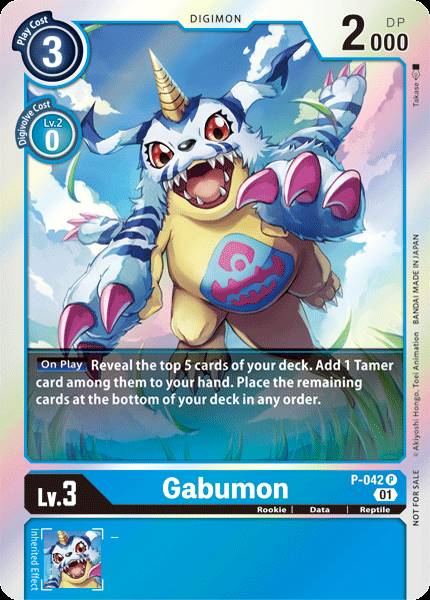 Play Cost
3
DIGIMON
DP
2000
Digivolve Cost
Lv.2
0
Takase
On Play Reveal the top 5 cards of your deck. Add 1 Tamer
card among them to your hand. Place the remaining
cards at the bottom of your deck in any order.
©Akiyoshi Hongo, Toei Animation BANDAI MADE IN JAPAN
NOT FOR SALE
Lv.3
Gabumon
P-042 P
01
Rookie | Data | Reptile
Inherited Effect
–